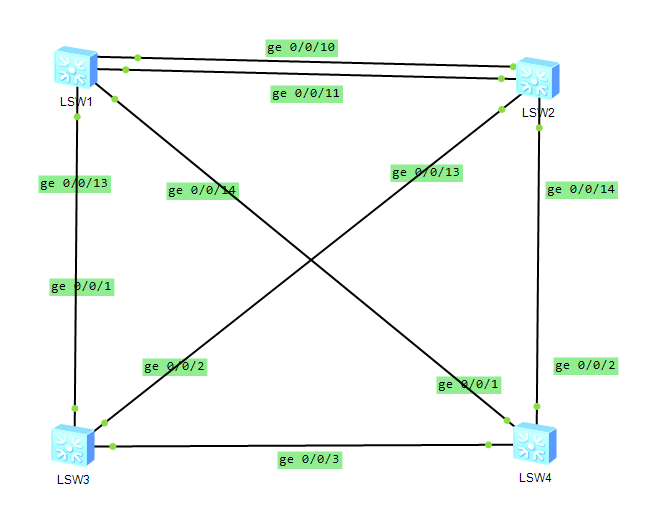 ge 0/0/10
LSW1
ge 0/0/11
LSW2
ge 0/0/13
ge 0/0/13
ge 0/0/14
ge 0/0/14
ge 0/0/1
ge 0/0/2
ge 0/0/2
ge 0/0/1
ge 0/0/3
LSW3
LSW4